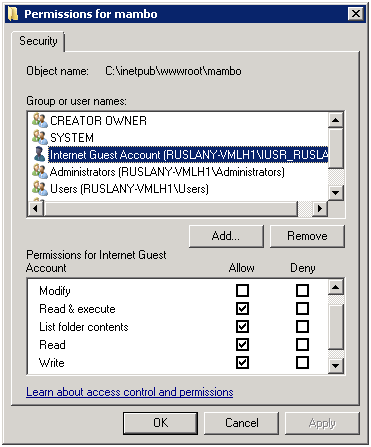 Permissions for mambo
Security
Object name: C:\inetpub\wwwroot\mambo
Group or user names:
CREATOR OWNER
SYSTEM
Internet Guest Account (RUSLANY-VMLH1\IUSR_RUSLA
Administrators (RUSLANY-VMLH1\Administrators)
Users (RUSLANY-VMLH1\Users)
Add... Remove
Permissions for Internet Guest
Account Allow Deny
Modify
Read & execute
List folder contents
Read
Write
Learn about access control and permissions
OK Cancel Apply